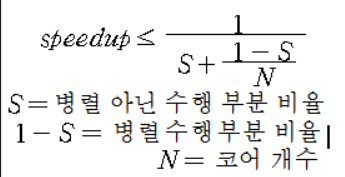 speedup ≤ 1 / (S + (1 − S) / N)
S = 병렬 아닌 수행 부분 비율
1 − S = 병렬수행부분 비율
N = 코어 개수